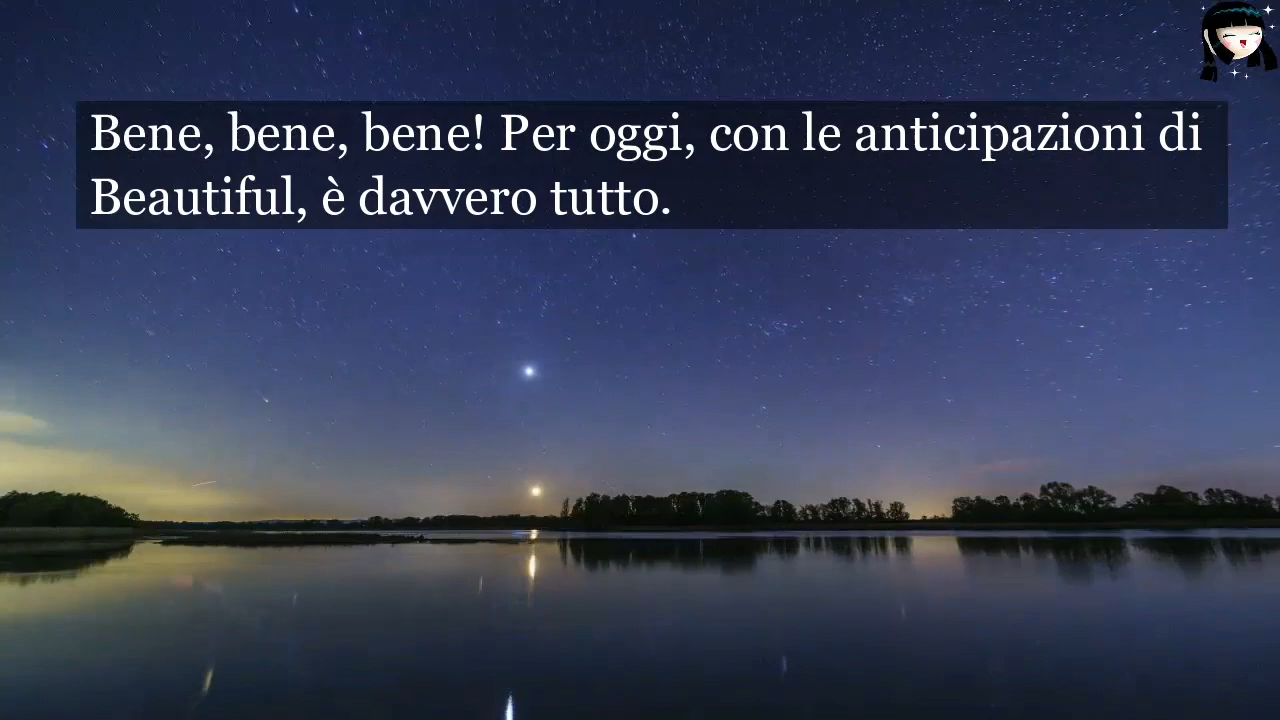 Bene, bene, bene! Per oggi, con le anticipazioni di
Beautiful, è davvero tutto.